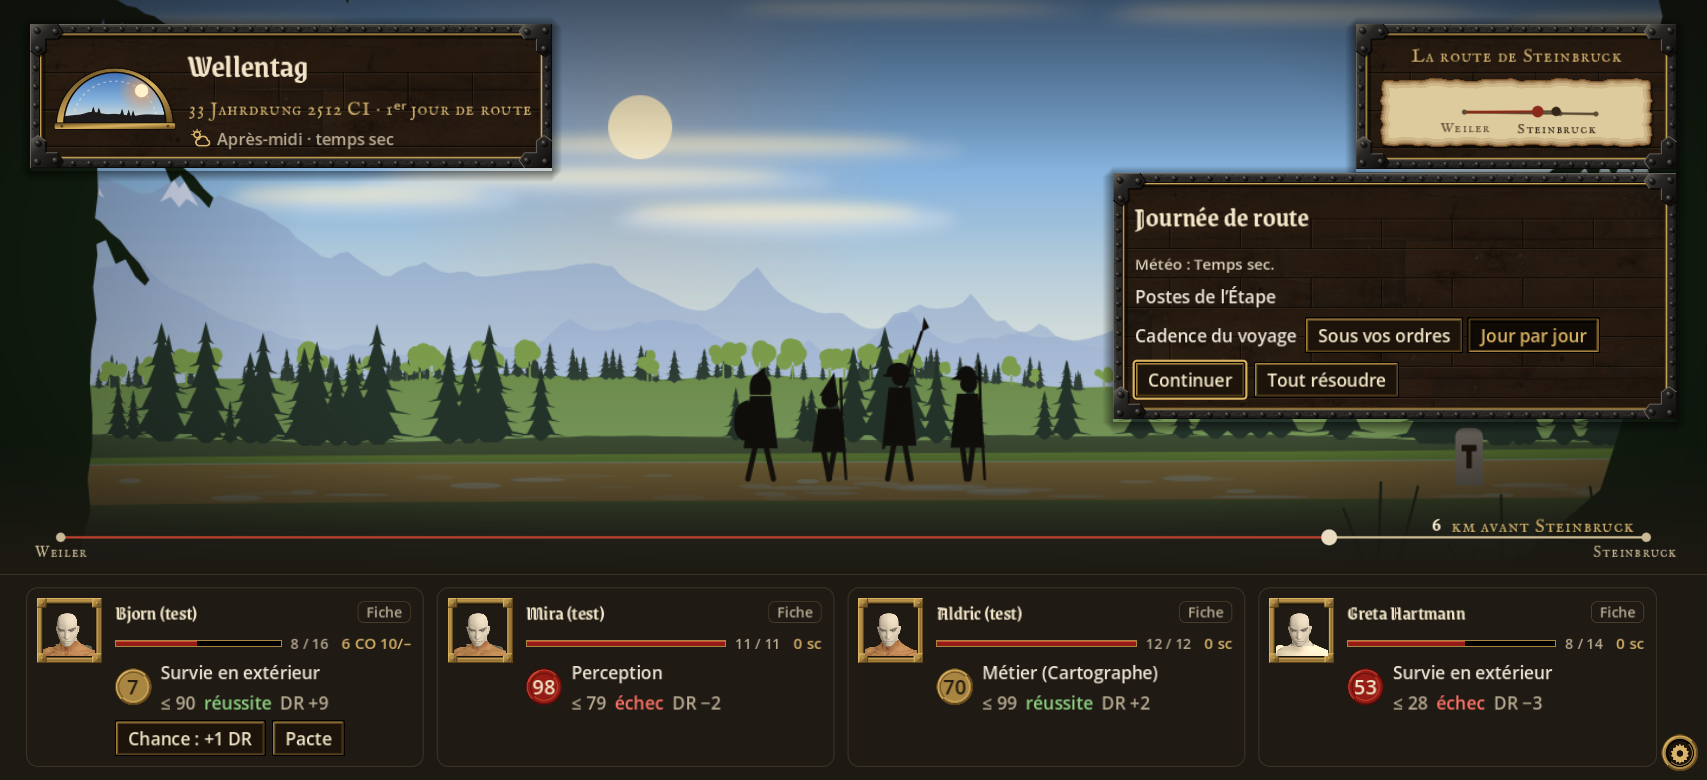 Wellentag
33 Jahrdrung 2512 CI · 1er jour de route
Après-midi · temps sec
La route de Steinbruck
Weiler Steinbruck
Journée de route
Météo : Temps sec.
Postes de l'Étape
Cadence du voyage Sous vos ordres Jour par jour
Continuer Tout résoudre
T
6 km avant Steinbruck
Weiler Steinbruck
Bjorn (test) Fiche
8 / 16 6 CO 10/–
7 Survie en extérieur
≤ 90 réussite DR +9
Chance : +1 DR Pacte
Mira (test) Fiche
11 / 11 0 sc
98 Perception
≤ 79 échec DR −2
Aldric (test) Fiche
12 / 12 0 sc
70 Métier (Cartographe)
≤ 99 réussite DR +2
Greta Hartmann Fiche
8 / 14 0 sc
53 Survie en extérieur
≤ 28 échec DR −3